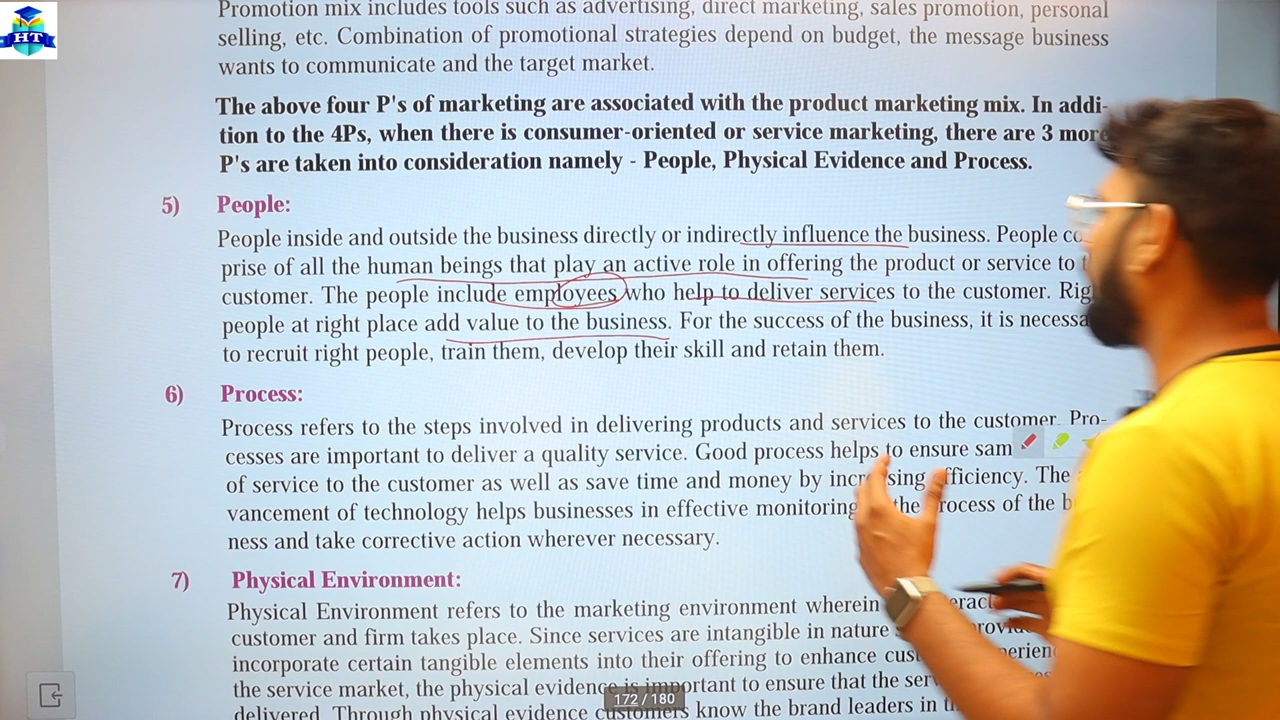 HT
Promotion mix includes tools such as advertising, direct marketing, sales promotion, personal
selling, etc. Combination of promotional strategies depend on budget, the message business
wants to communicate and the target market.
The above four P's of marketing are associated with the product marketing mix. In addi-
tion to the 4Ps, when there is consumer-oriented or service marketing, there are 3 more
P's are taken into consideration namely - People, Physical Evidence and Process.
5) People:
People inside and outside the business directly or indirectly influence the business. People
prise of all the human beings that play an active role in offering the product or service to
customer. The people include employees who help to deliver services to the customer.
people at right place add value to the business. For the success of the business, it is
to recruit right people, train them, develop their skill and retain them.
6) Process:
Process refers to the steps involved in delivering products and services to the customer. Pro-
cesses are important to deliver a quality service. Good process helps to ensure
of service to the customer as well as save time and money by The
vancement of technology helps businesses in effective monitoring the process of the
ness and take corrective action wherever necessary.
7) Physical Environment:
Physical Environment refers to the marketing environment wherein
customer and firm takes place. Since services are intangible in nature
incorporate certain tangible elements into their offering to enhance
the service market, the physical evidence is important to ensure that the
delivered. Through physical evidence customers know the brand leaders in
172 / 180